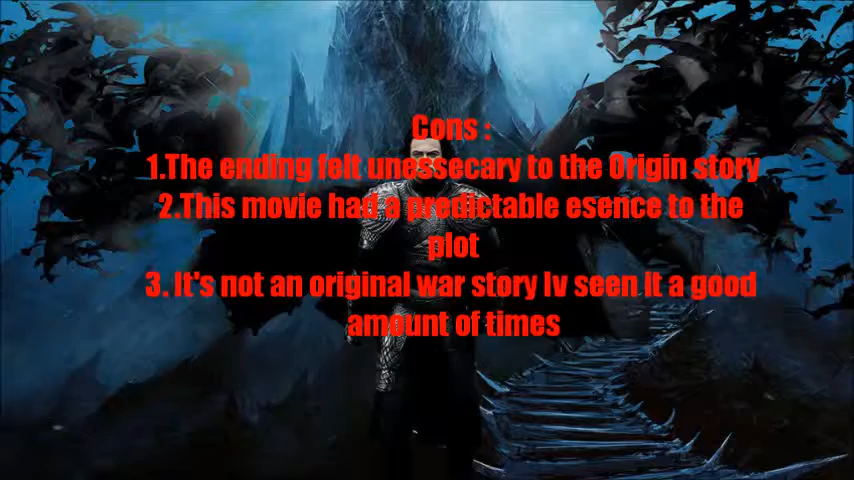 Cons :
1.The ending felt unessecary to the Origin story
2.This movie had a predictable esence to the
plot
3. It's not an original war story Iv seen it a good
amount of times